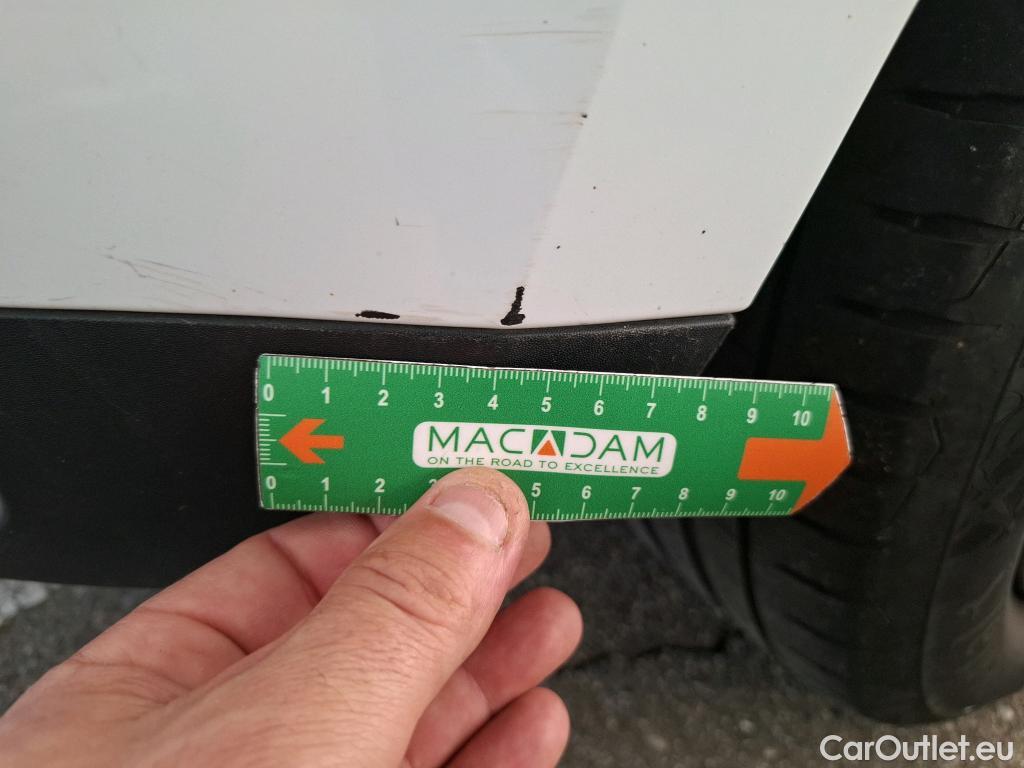 0 1 2 3 4 5 6 7 8 9 10
MACADAM
ON THE ROAD TO EXCELLENCE
0 1 2 3 5 6 7 8 9 10
CarOutlet.eu